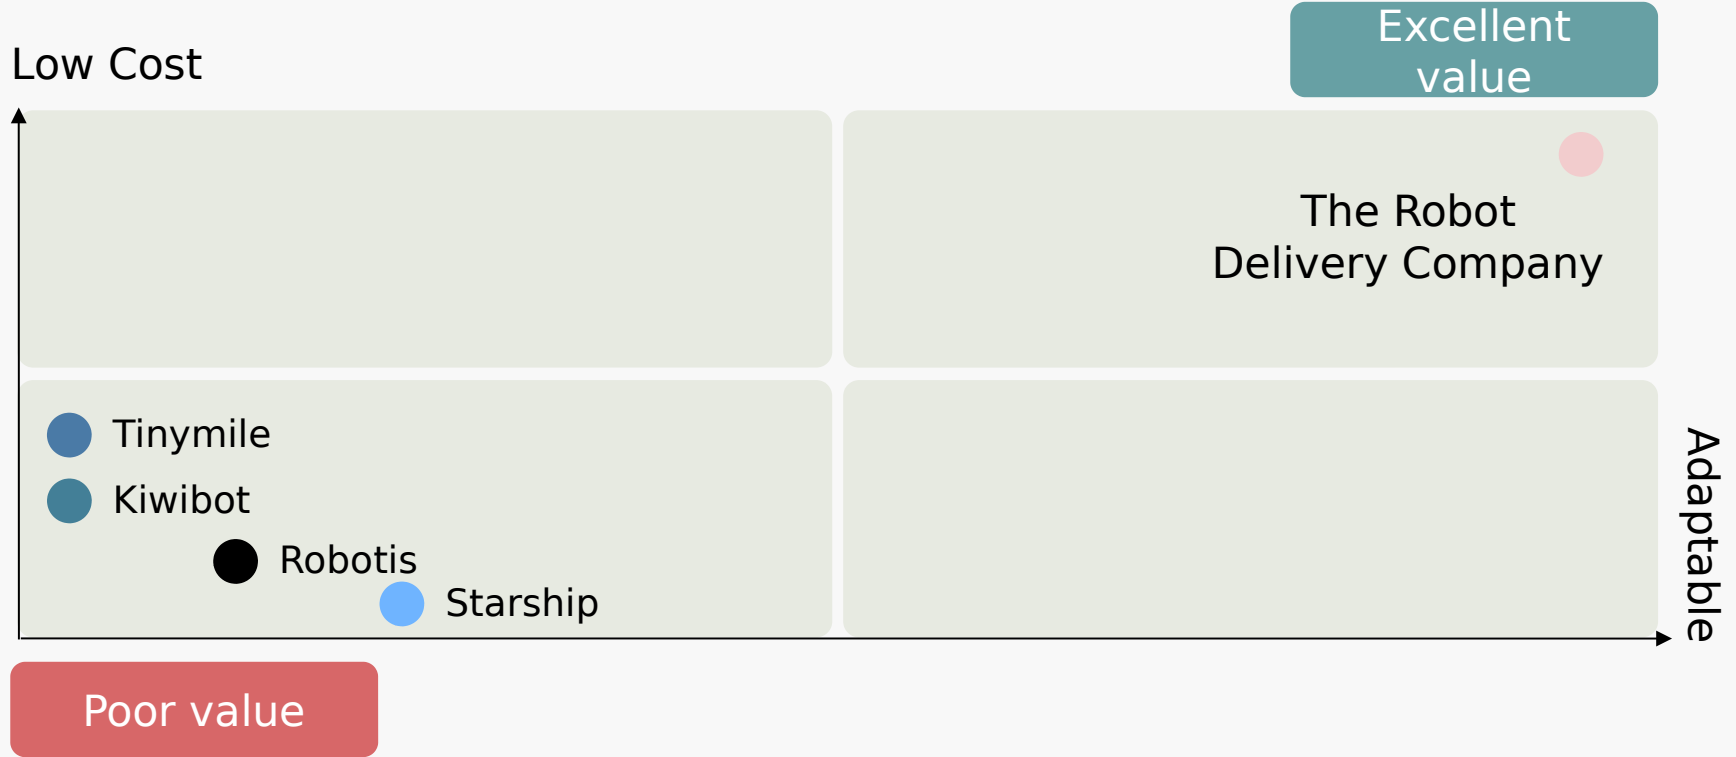 Excellent
value
Low Cost
The Robot
Delivery Company
Tinymile
Kiwibot
Robotis
Starship
Adaptable
Poor value